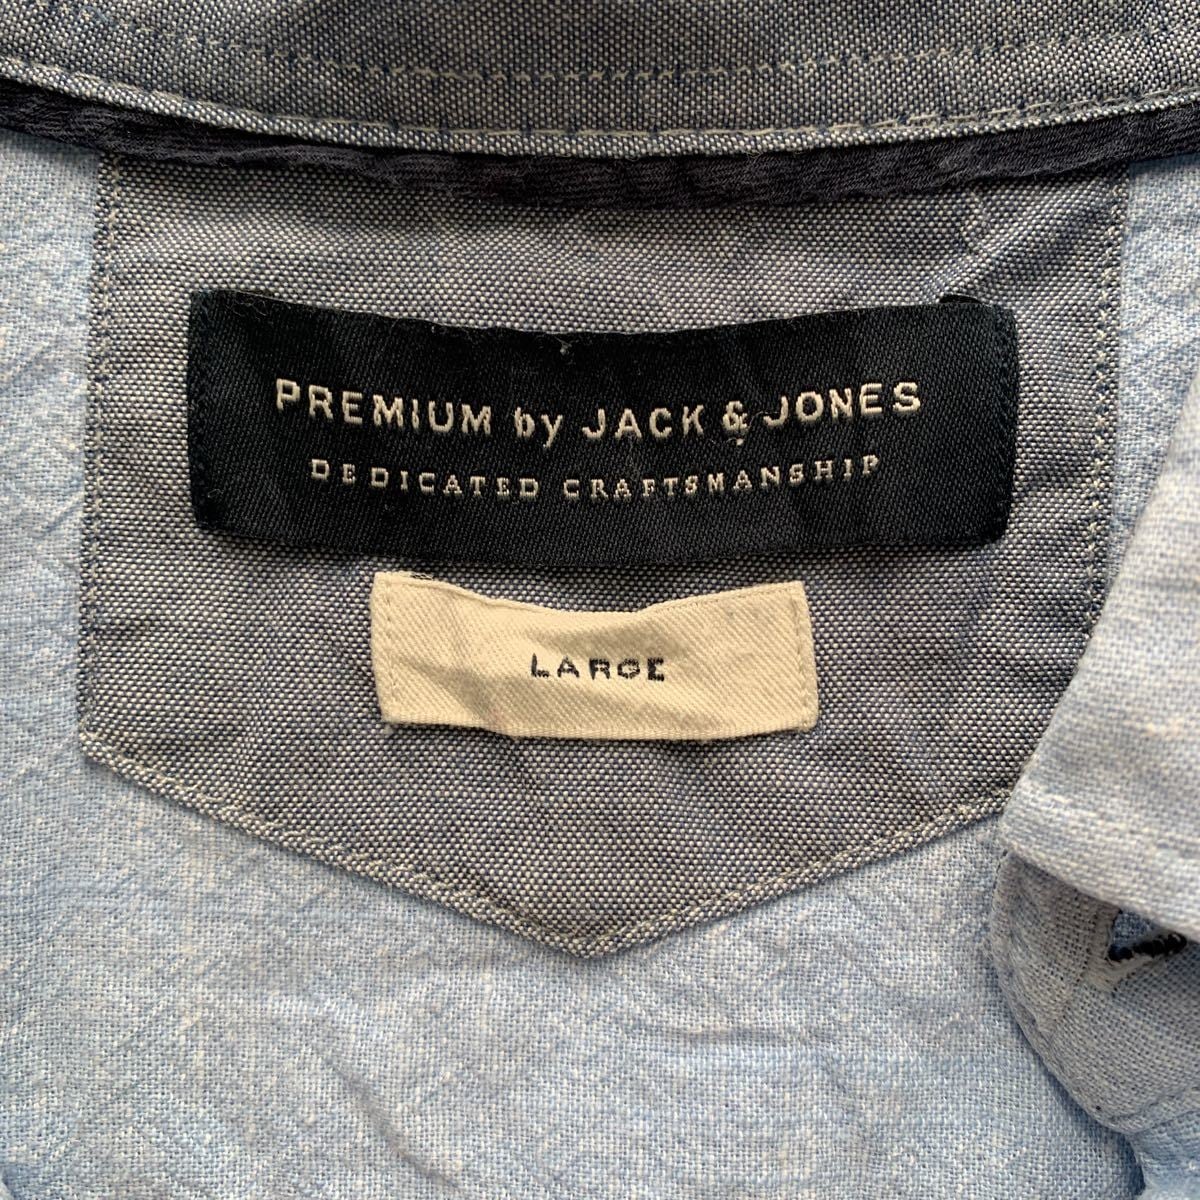 PREMIUM by JACK & JONES
DEDICATED CRAFTSMANSHIP
LARGE